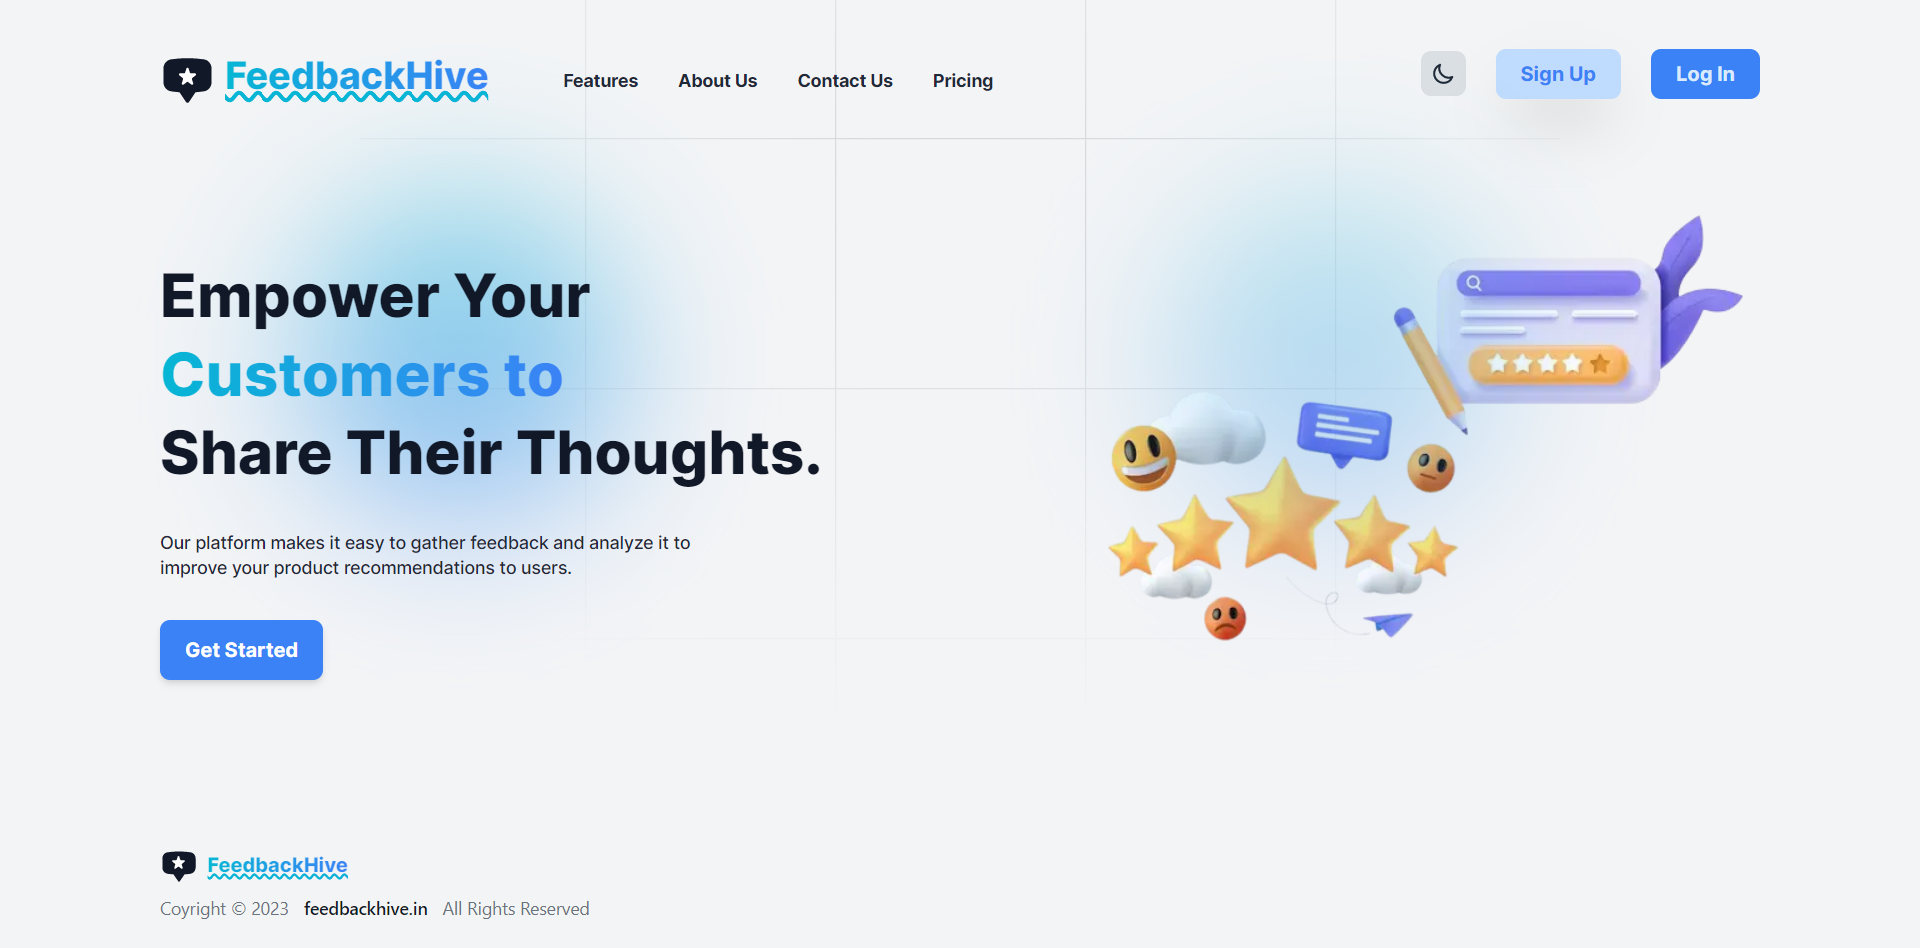 FeedbackHive
Features About Us Contact Us Pricing
Sign Up
Log In
Empower Your
Customers to
Share Their Thoughts.
Our platform makes it easy to gather feedback and analyze it to
improve your product recommendations to users.
Get Started
FeedbackHive
Coyright © 2023 feedbackhive.in All Rights Reserved